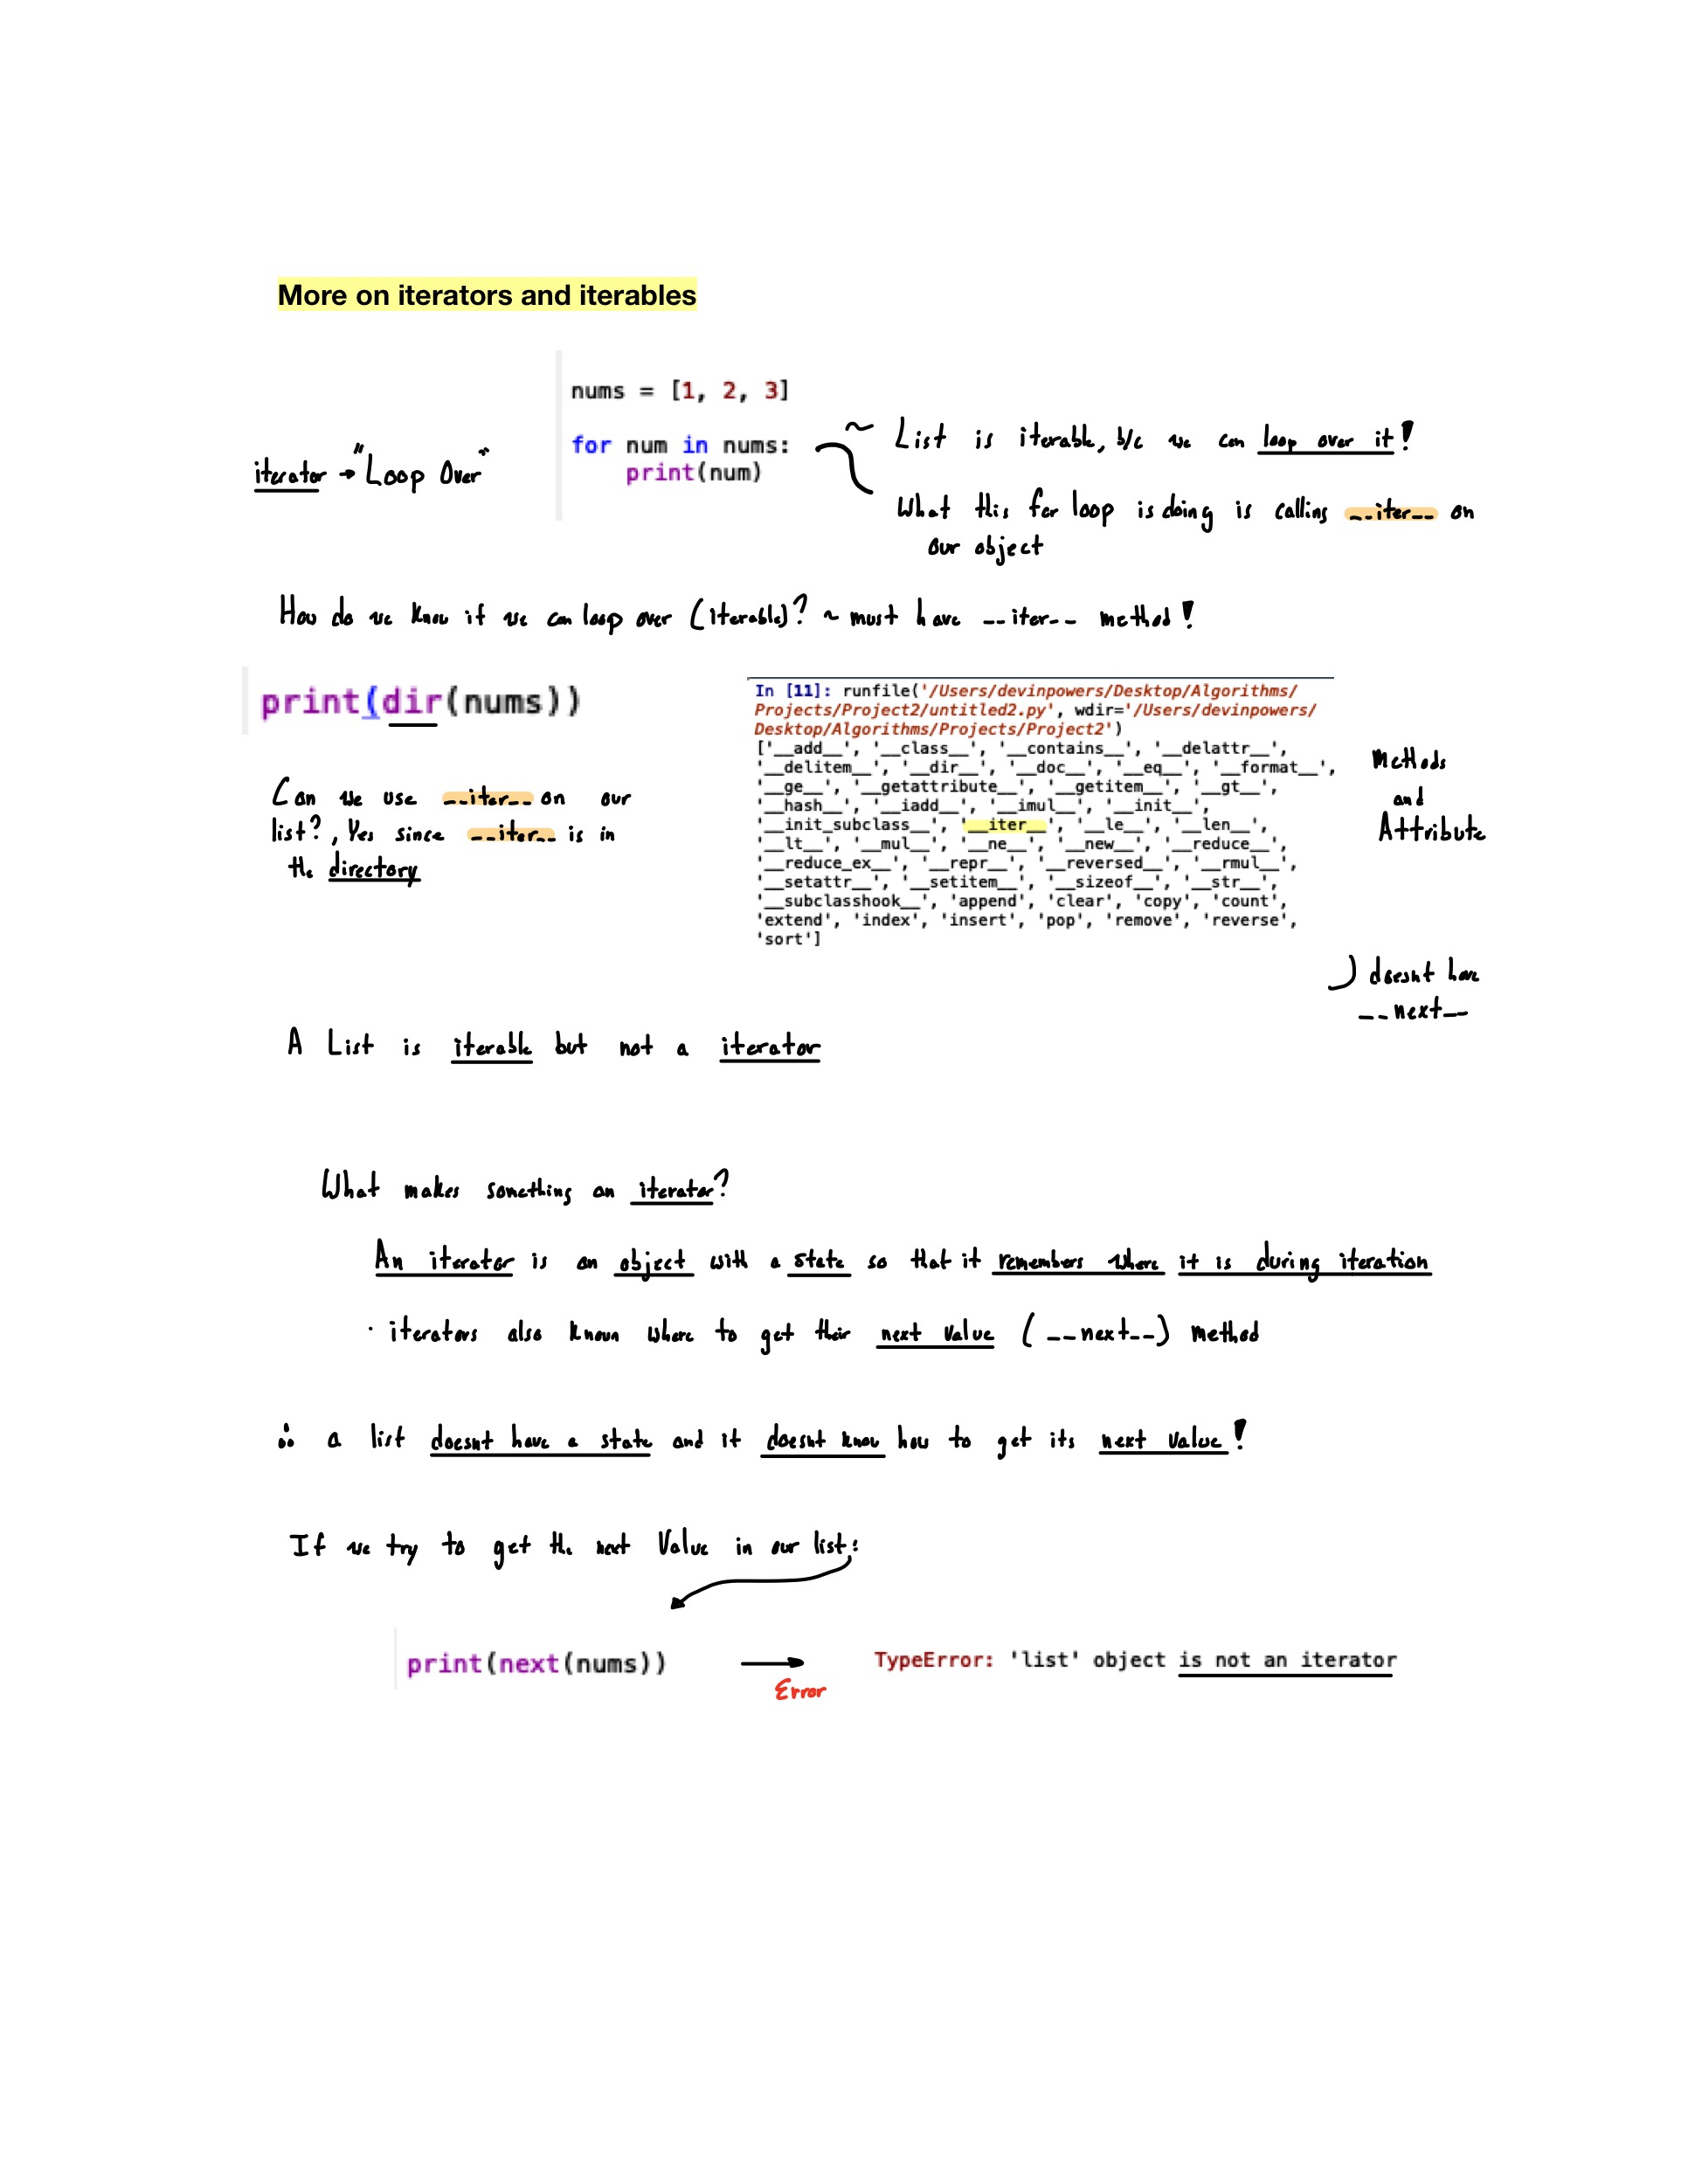 More on iterators and iterables
nums = [1, 2, 3]
for num in nums:
    print(num)
iterator → "Loop Over"
~ List is iterable, b/c we can loop over it!
What this for loop is doing is calling __iter__ on
our object
How do we know if we can loop over (iterable)? ~ must have __iter__ method!
print(dir(nums))
Can we use __iter__ on our
list?, Yes since __iter__ is in
the directory
In [11]: runfile('/Users/devinpowers/Desktop/Algorithms/
Projects/Project2/untitled2.py', wdir='/Users/devinpowers/
Desktop/Algorithms/Projects/Project2')
['__add__', '__class__', '__contains__', '__delattr__',
'__delitem__', '__dir__', '__doc__', '__eq__', '__format__',
'__ge__', '__getattribute__', '__getitem__', '__gt__',
'__hash__', '__iadd__', '__imul__', '__init__',
'__init_subclass__', '__iter__', '__le__', '__len__',
'__lt__', '__mul__', '__ne__', '__new__', '__reduce__',
'__reduce_ex__', '__repr__', '__reversed__', '__rmul__',
'__setattr__', '__setitem__', '__sizeof__', '__str__',
'__subclasshook__', 'append', 'clear', 'copy', 'count',
'extend', 'index', 'insert', 'pop', 'remove', 'reverse',
'sort']
Methods
and
Attribute
doesnt have
__next__
A List is iterable but not a iterator
What makes something an iterator?
An iterator is an object with a state so that it remembers where it is during iteration
· iterators also known where to get their next value (__next__) method
∴ a list doesnt have a state and it doesnt know how to get its next value!
If we try to get the next value in our list:
print(next(nums))
Error
TypeError: 'list' object is not an iterator